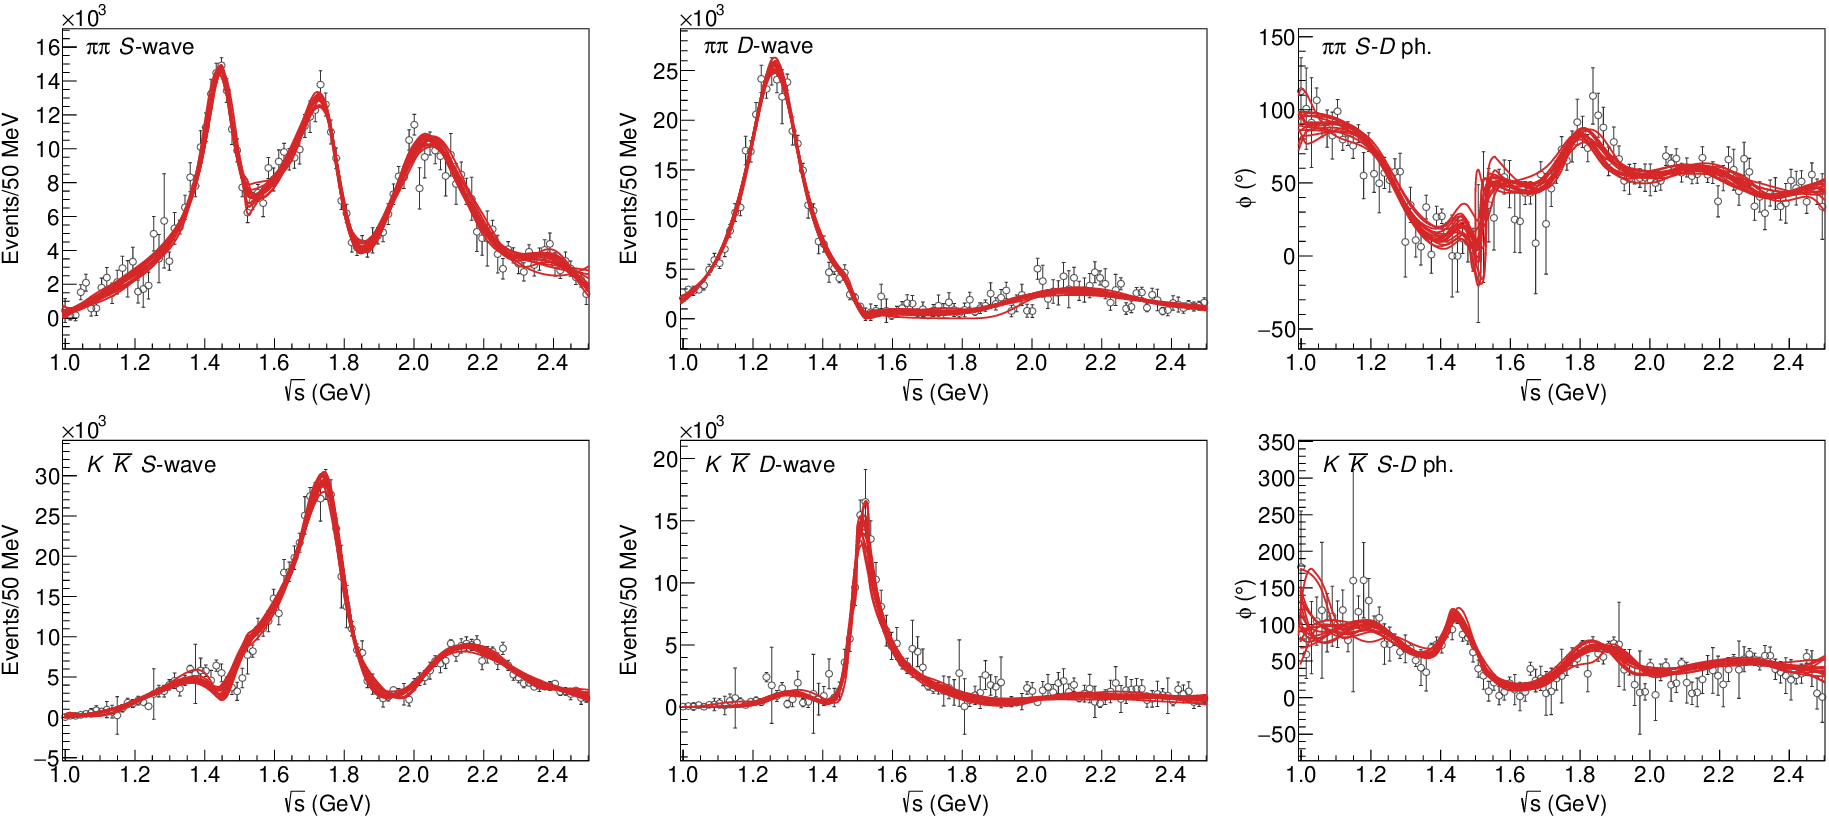 ×10³
ππ S-wave
Events/50 MeV
16
14
12
10
8
6
4
2
0
1.0 1.2 1.4 1.6 1.8 2.0 2.2 2.4
√s (GeV)
×10³
ππ D-wave
Events/50 MeV
25
20
15
10
5
0
1.0 1.2 1.4 1.6 1.8 2.0 2.2 2.4
√s (GeV)
ππ S-D ph.
ϕ (°)
150
100
50
0
−50
1.0 1.2 1.4 1.6 1.8 2.0 2.2 2.4
√s (GeV)
×10³
K K̅ S-wave
Events/50 MeV
30
25
20
15
10
5
0
−5
1.0 1.2 1.4 1.6 1.8 2.0 2.2 2.4
√s (GeV)
×10³
K K̅ D-wave
Events/50 MeV
20
15
10
5
0
1.0 1.2 1.4 1.6 1.8 2.0 2.2 2.4
√s (GeV)
K K̅ S-D ph.
ϕ (°)
350
300
250
200
150
100
50
0
−50
1.0 1.2 1.4 1.6 1.8 2.0 2.2 2.4
√s (GeV)